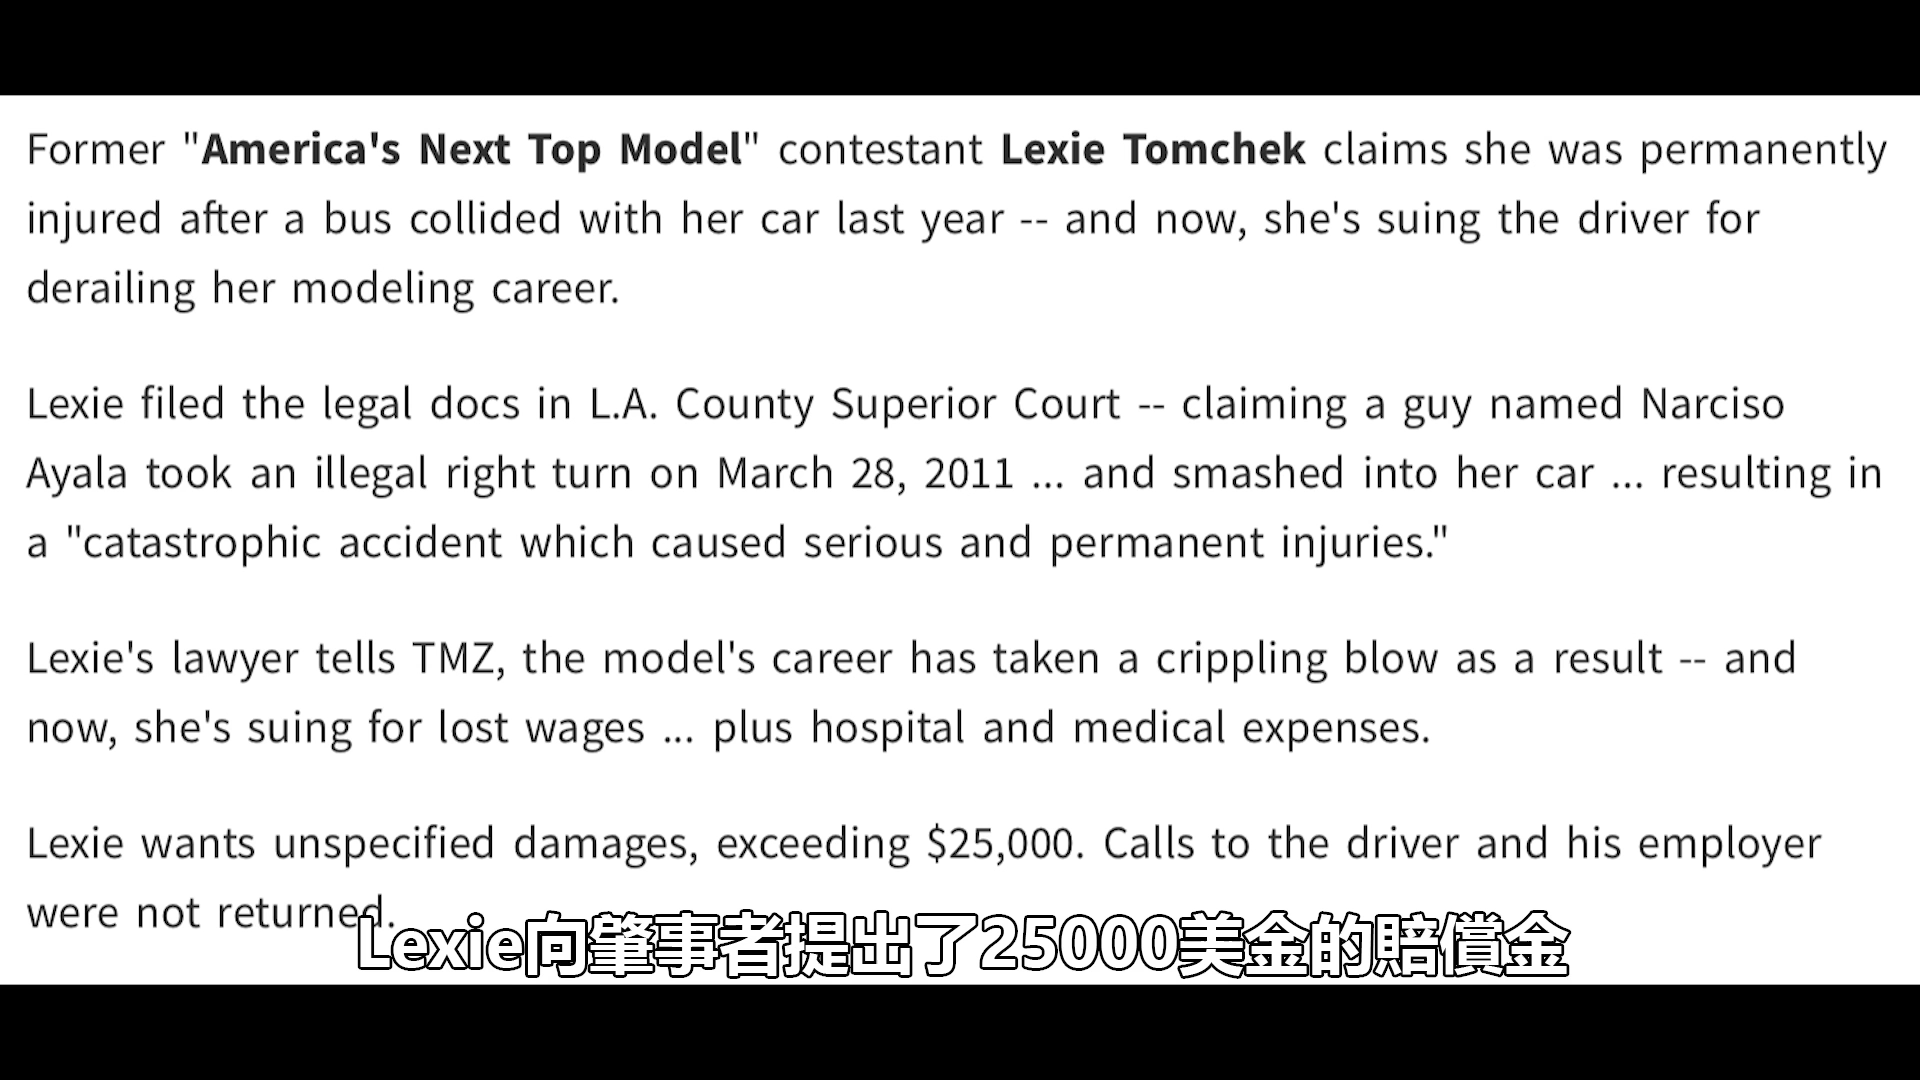 Former "America's Next Top Model" contestant Lexie Tomchek claims she was permanently
injured after a bus collided with her car last year -- and now, she's suing the driver for
derailing her modeling career.
Lexie filed the legal docs in L.A. County Superior Court -- claiming a guy named Narciso
Ayala took an illegal right turn on March 28, 2011 ... and smashed into her car ... resulting in
a "catastrophic accident which caused serious and permanent injuries."
Lexie's lawyer tells TMZ, the model's career has taken a crippling blow as a result -- and
now, she's suing for lost wages ... plus hospital and medical expenses.
Lexie wants unspecified damages, exceeding $25,000. Calls to the driver and his employer
were not returned.
Lexie向肇事者提出了25000美金的賠償金